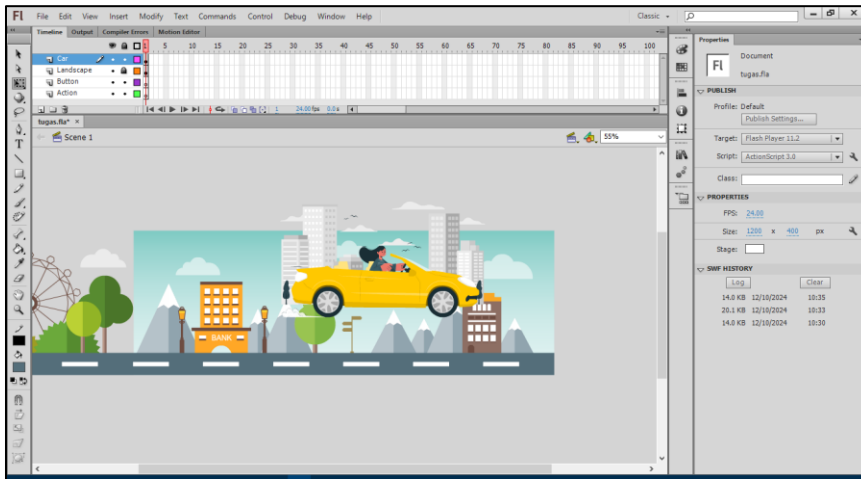 Fl File Edit View Insert Modify Text Commands Control Debug Window Help Classic
Timeline Output Compiler Errors Motion Editor
1 5 10 15 20 25 30 35 40 45 50 55 60 65 70 75 80 85 90 95 100
Car
Landscape
Button
Action
1 24.00 fps 0.0 s
tugas.fla* ×
Scene 1 55%
BANK
Properties
Fl
Document
tugas.fla
PUBLISH
Profile: Default
Publish Settings...
Target: Flash Player 11.2
Script: ActionScript 3.0
Class:
PROPERTIES
FPS: 24.00
Size: 1200 x 400 px
Stage:
SWF HISTORY
Log Clear
14.0 KB 12/10/2024 10:35
20.1 KB 12/10/2024 10:33
14.0 KB 12/10/2024 10:30